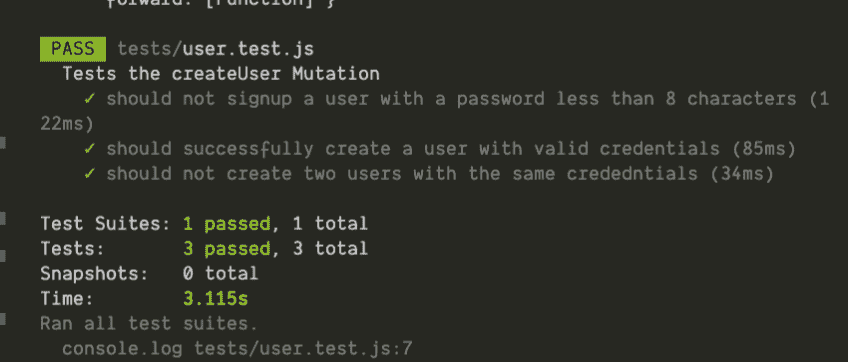 forward: [Function] }
PASS tests/user.test.js
Tests the createUser Mutation
✓ should not signup a user with a password less than 8 characters (1
22ms)
✓ should successfully create a user with valid credentials (85ms)
✓ should not create two users with the same crededntials (34ms)
Test Suites: 1 passed, 1 total
Tests: 3 passed, 3 total
Snapshots: 0 total
Time: 3.115s
Ran all test suites.
console.log tests/user.test.js:7